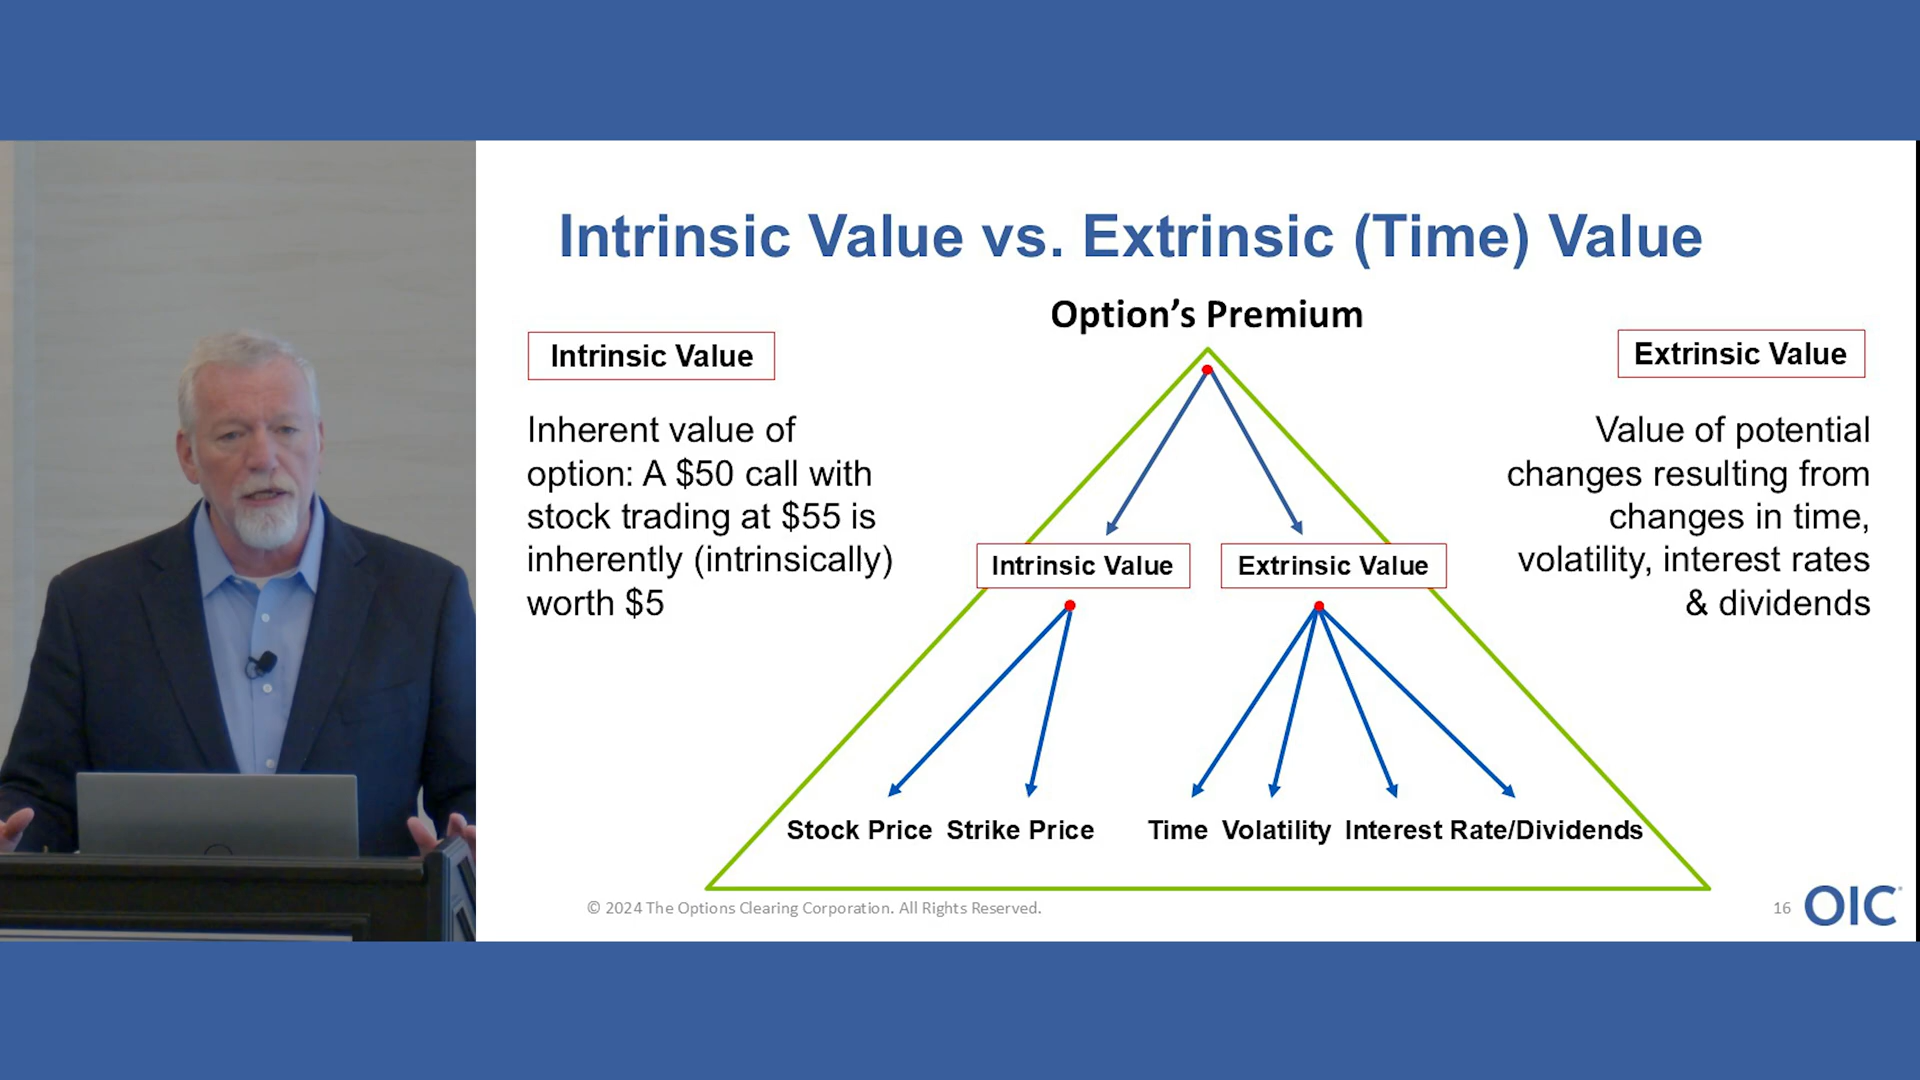 Intrinsic Value vs. Extrinsic (Time) Value
Option’s Premium
Intrinsic Value
Inherent value of
option: A $50 call with
stock trading at $55 is
inherently (intrinsically)
worth $5
Extrinsic Value
Value of potential
changes resulting from
changes in time,
volatility, interest rates
& dividends
Intrinsic Value
Extrinsic Value
Stock Price
Strike Price
Time
Volatility
Interest Rate/Dividends
© 2024 The Options Clearing Corporation. All Rights Reserved.
16
OIC